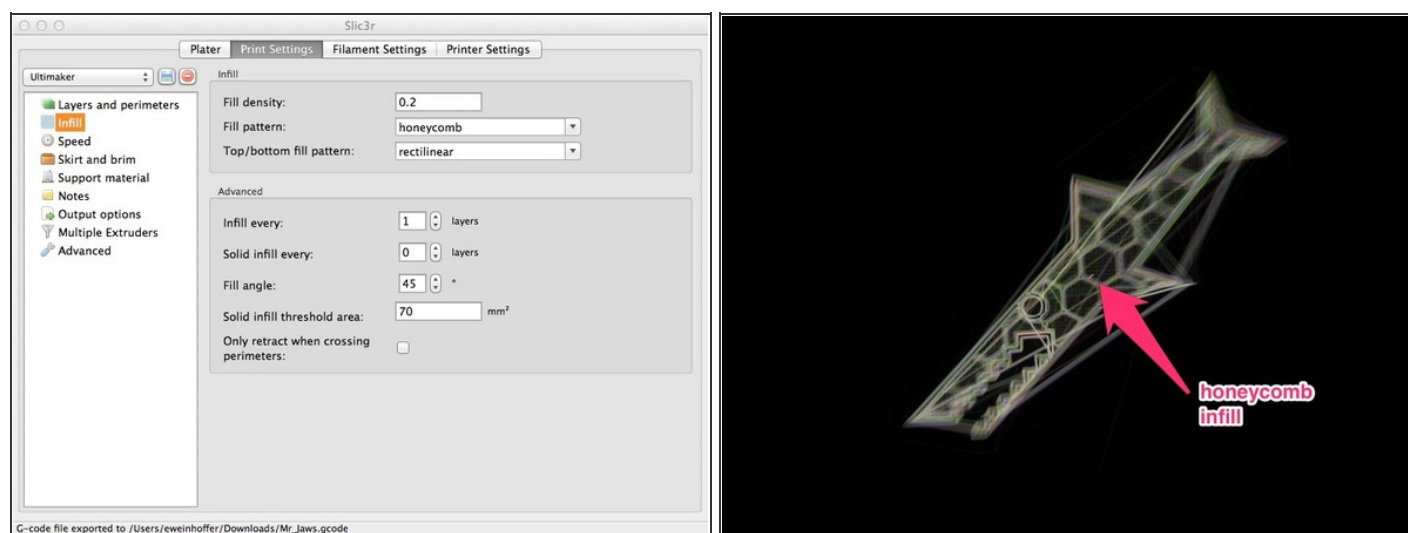 Slic3r
Plater Print Settings Filament Settings Printer Settings
Ultimaker
Layers and perimeters
Infill
Speed
Skirt and brim
Support material
Notes
Output options
Multiple Extruders
Advanced
Infill
Fill density: 0.2
Fill pattern: honeycomb
Top/bottom fill pattern: rectilinear
Advanced
Infill every: 1 layers
Solid infill every: 0 layers
Fill angle: 45 °
Solid infill threshold area: 70 mm²
Only retract when crossing
perimeters:
G-code file exported to /Users/eweinhoffer/Downloads/Mr_Jaws.gcode
honeycomb
infill